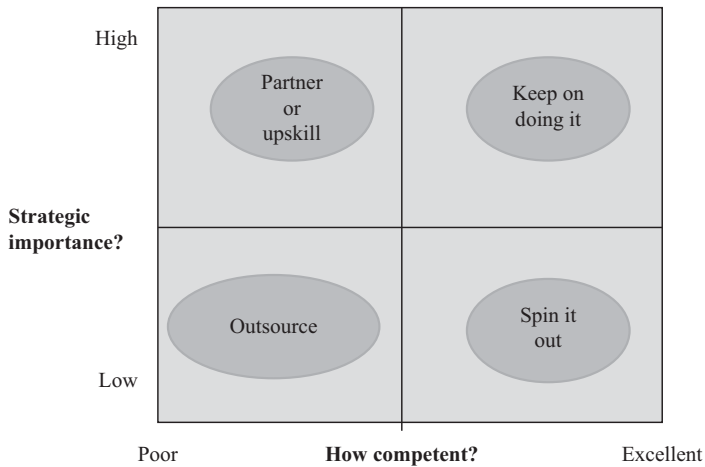 High
Partner
or
upskill
Keep on
doing it
Strategic
importance?
Outsource
Spin it
out
Low
Poor
How competent?
Excellent